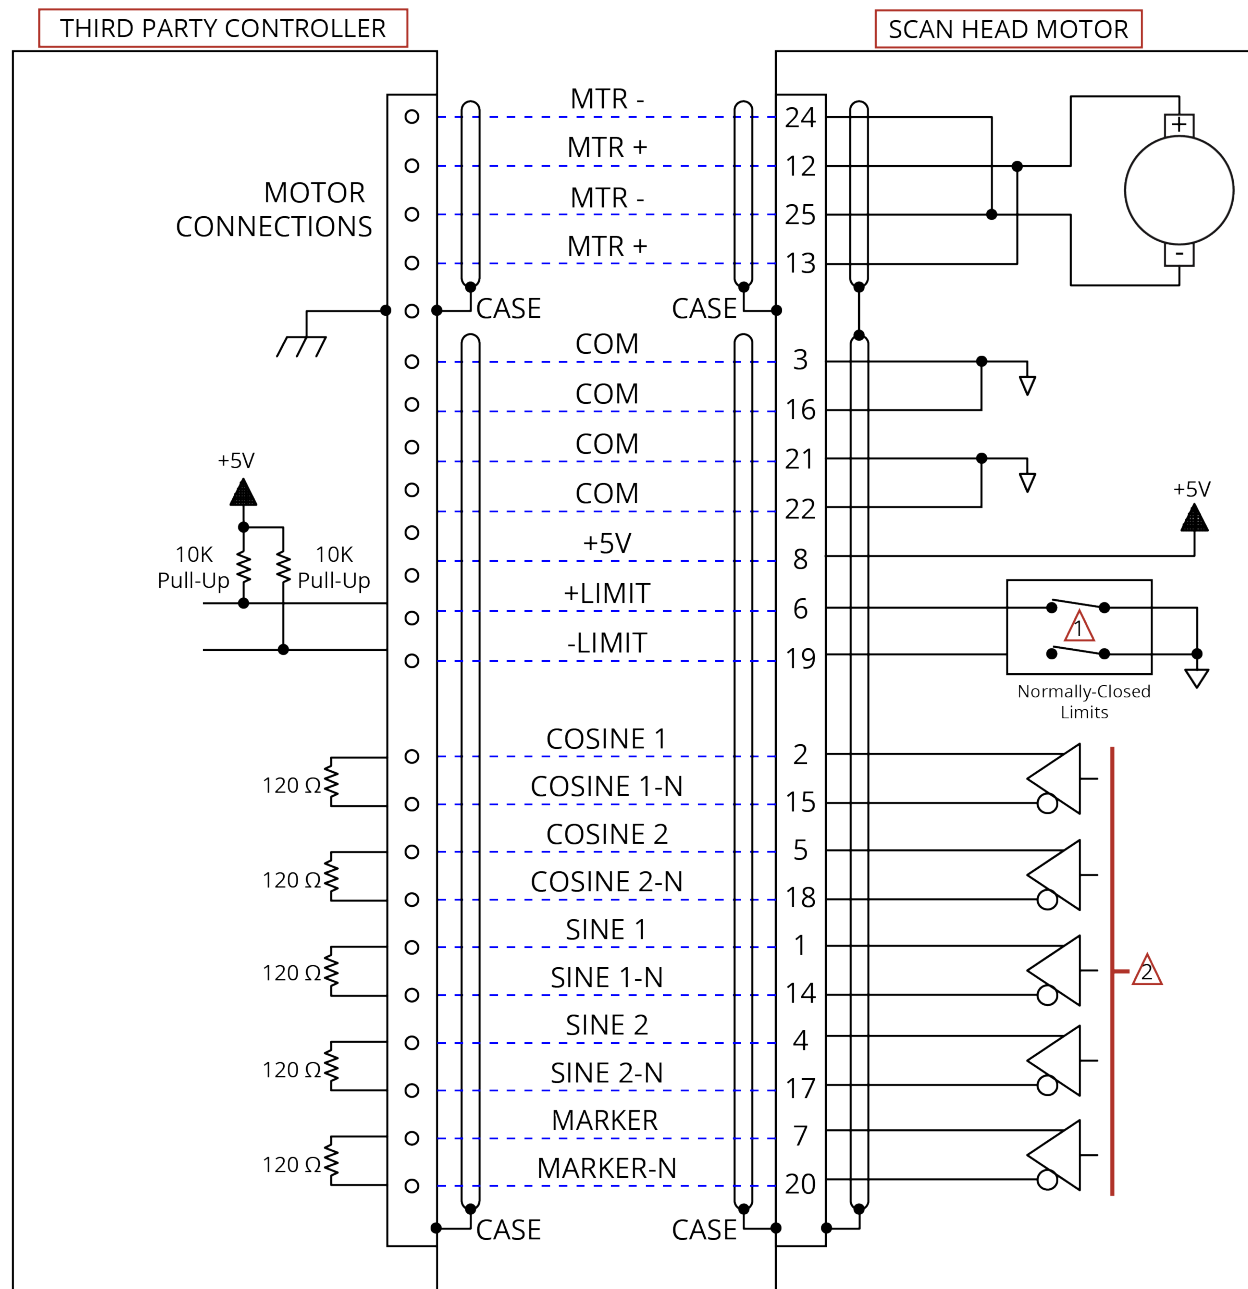 THIRD PARTY CONTROLLER
SCAN HEAD MOTOR
MTR -
24
+
MTR +
12
MOTOR
CONNECTIONS
MTR -
25
MTR +
13
-
CASE
CASE
COM
3
COM
16
COM
21
+5V
COM
22
+5V
+5V
8
10K
Pull-Up
10K
Pull-Up
+LIMIT
6
1
-LIMIT
19
Normally-Closed
Limits
COSINE 1
2
120 Ω
COSINE 1-N
15
COSINE 2
5
120 Ω
COSINE 2-N
18
SINE 1
1
120 Ω
SINE 1-N
14
2
SINE 2
4
120 Ω
SINE 2-N
17
MARKER
7
120 Ω
MARKER-N
20
CASE
CASE